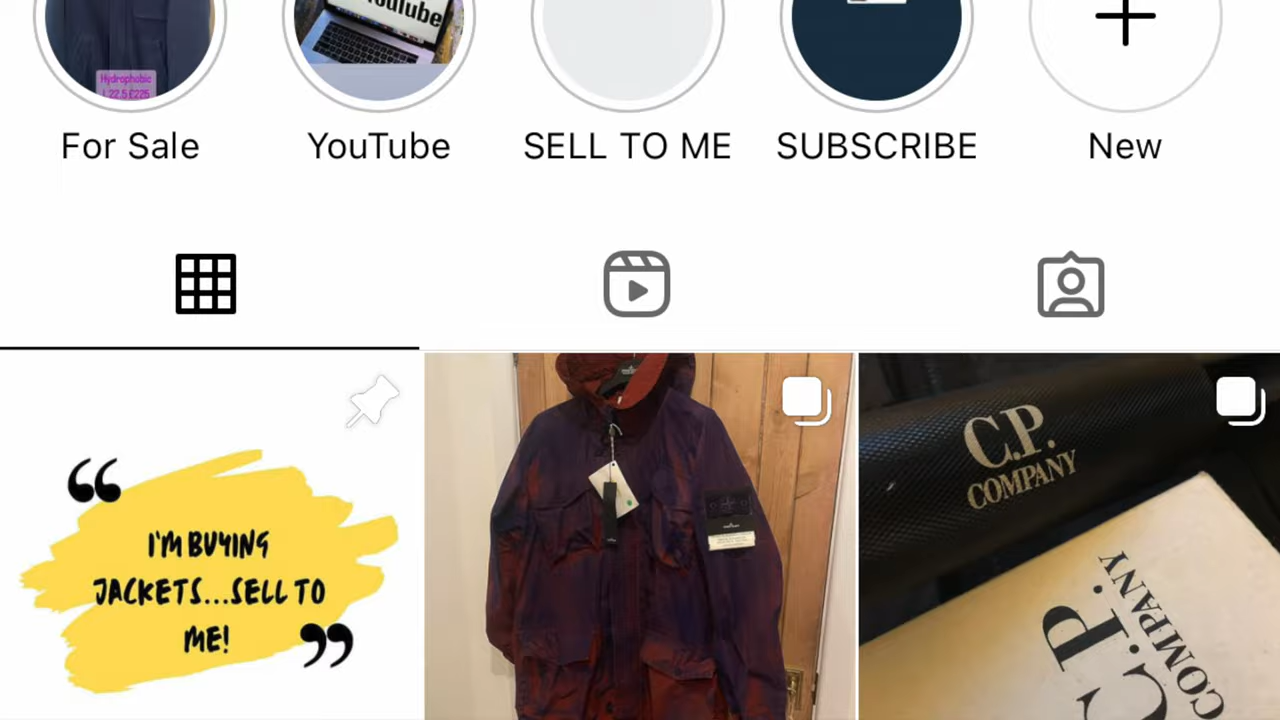 YouTube
Hydrophobic
L 22.5 £225
For Sale
YouTube
SELL TO ME
SUBSCRIBE
New
“
I'M BUYING
JACKETS...SELL TO
ME!
”
C.P.
COMPANY
C.P.
COMPANY